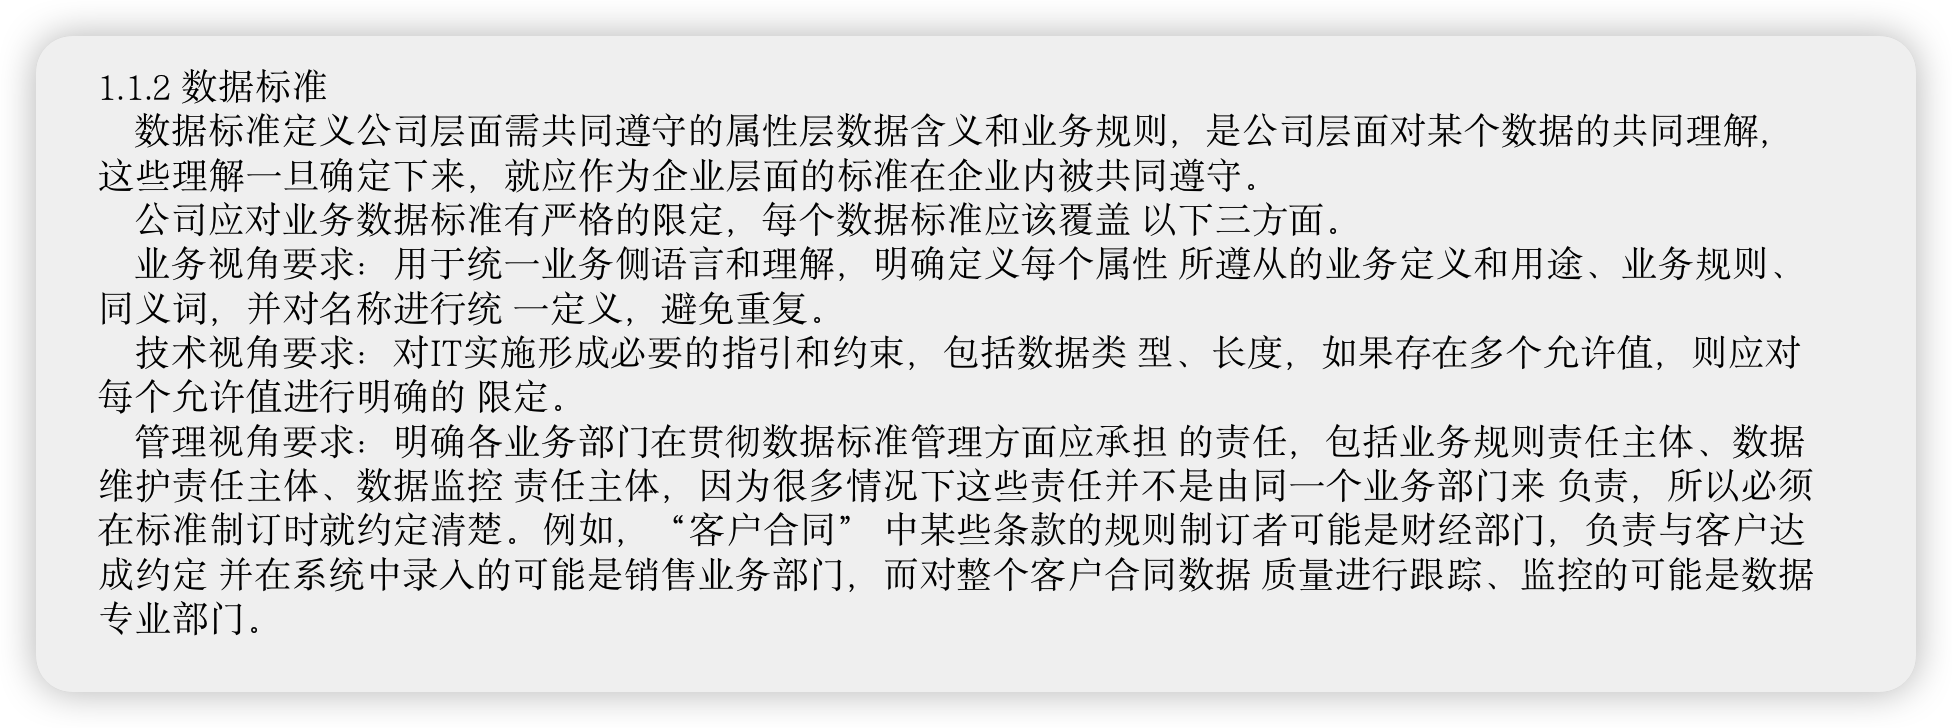 1.1.2 数据标准
数据标准定义公司层面需共同遵守的属性层数据含义和业务规则，是公司层面对某个数据的共同理解，
这些理解一旦确定下来，就应作为企业层面的标准在企业内被共同遵守。
公司应对业务数据标准有严格的限定，每个数据标准应该覆盖 以下三方面。
业务视角要求：用于统一业务侧语言和理解，明确定义每个属性 所遵从的业务定义和用途、业务规则、
同义词，并对名称进行统 一定义，避免重复。
技术视角要求：对IT实施形成必要的指引和约束，包括数据类 型、长度，如果存在多个允许值，则应对
每个允许值进行明确的 限定。
管理视角要求：明确各业务部门在贯彻数据标准管理方面应承担 的责任，包括业务规则责任主体、数据
维护责任主体、数据监控 责任主体，因为很多情况下这些责任并不是由同一个业务部门来 负责，所以必须
在标准制订时就约定清楚。例如，“客户合同” 中某些条款的规则制订者可能是财经部门，负责与客户达
成约定 并在系统中录入的可能是销售业务部门，而对整个客户合同数据 质量进行跟踪、监控的可能是数据
专业部门。